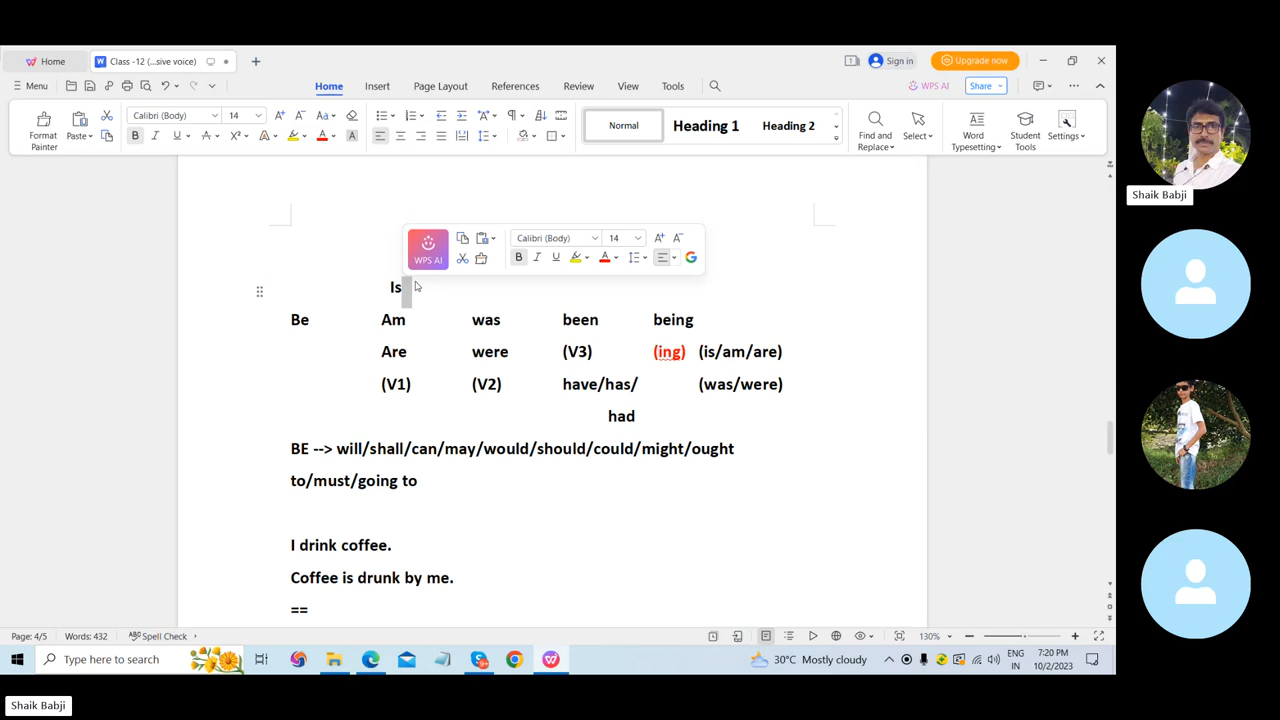 Home
Class -12 (...sive voice)
Sign in
Upgrade now
Menu
Home
Insert
Page Layout
References
Review
View
Tools
WPS AI
Share
Format Painter
Paste
Calibri (Body)
14
Normal
Heading 1
Heading 2
Find and Replace
Select
Word Typesetting
Student Tools
Settings
WPS AI
Calibri (Body)
14
Is
Be Am was been being
Are were (V3) (ing) (is/am/are)
(V1) (V2) have/has/ (was/were)
had
BE --> will/shall/can/may/would/should/could/might/ought
to/must/going to
I drink coffee.
Coffee is drunk by me.
==
Page: 4/5 Words: 432 Spell Check 130%
Type here to search
30°C Mostly cloudy
ENG
IN
7:20 PM
10/2/2023
Shaik Babji
Shaik Babji